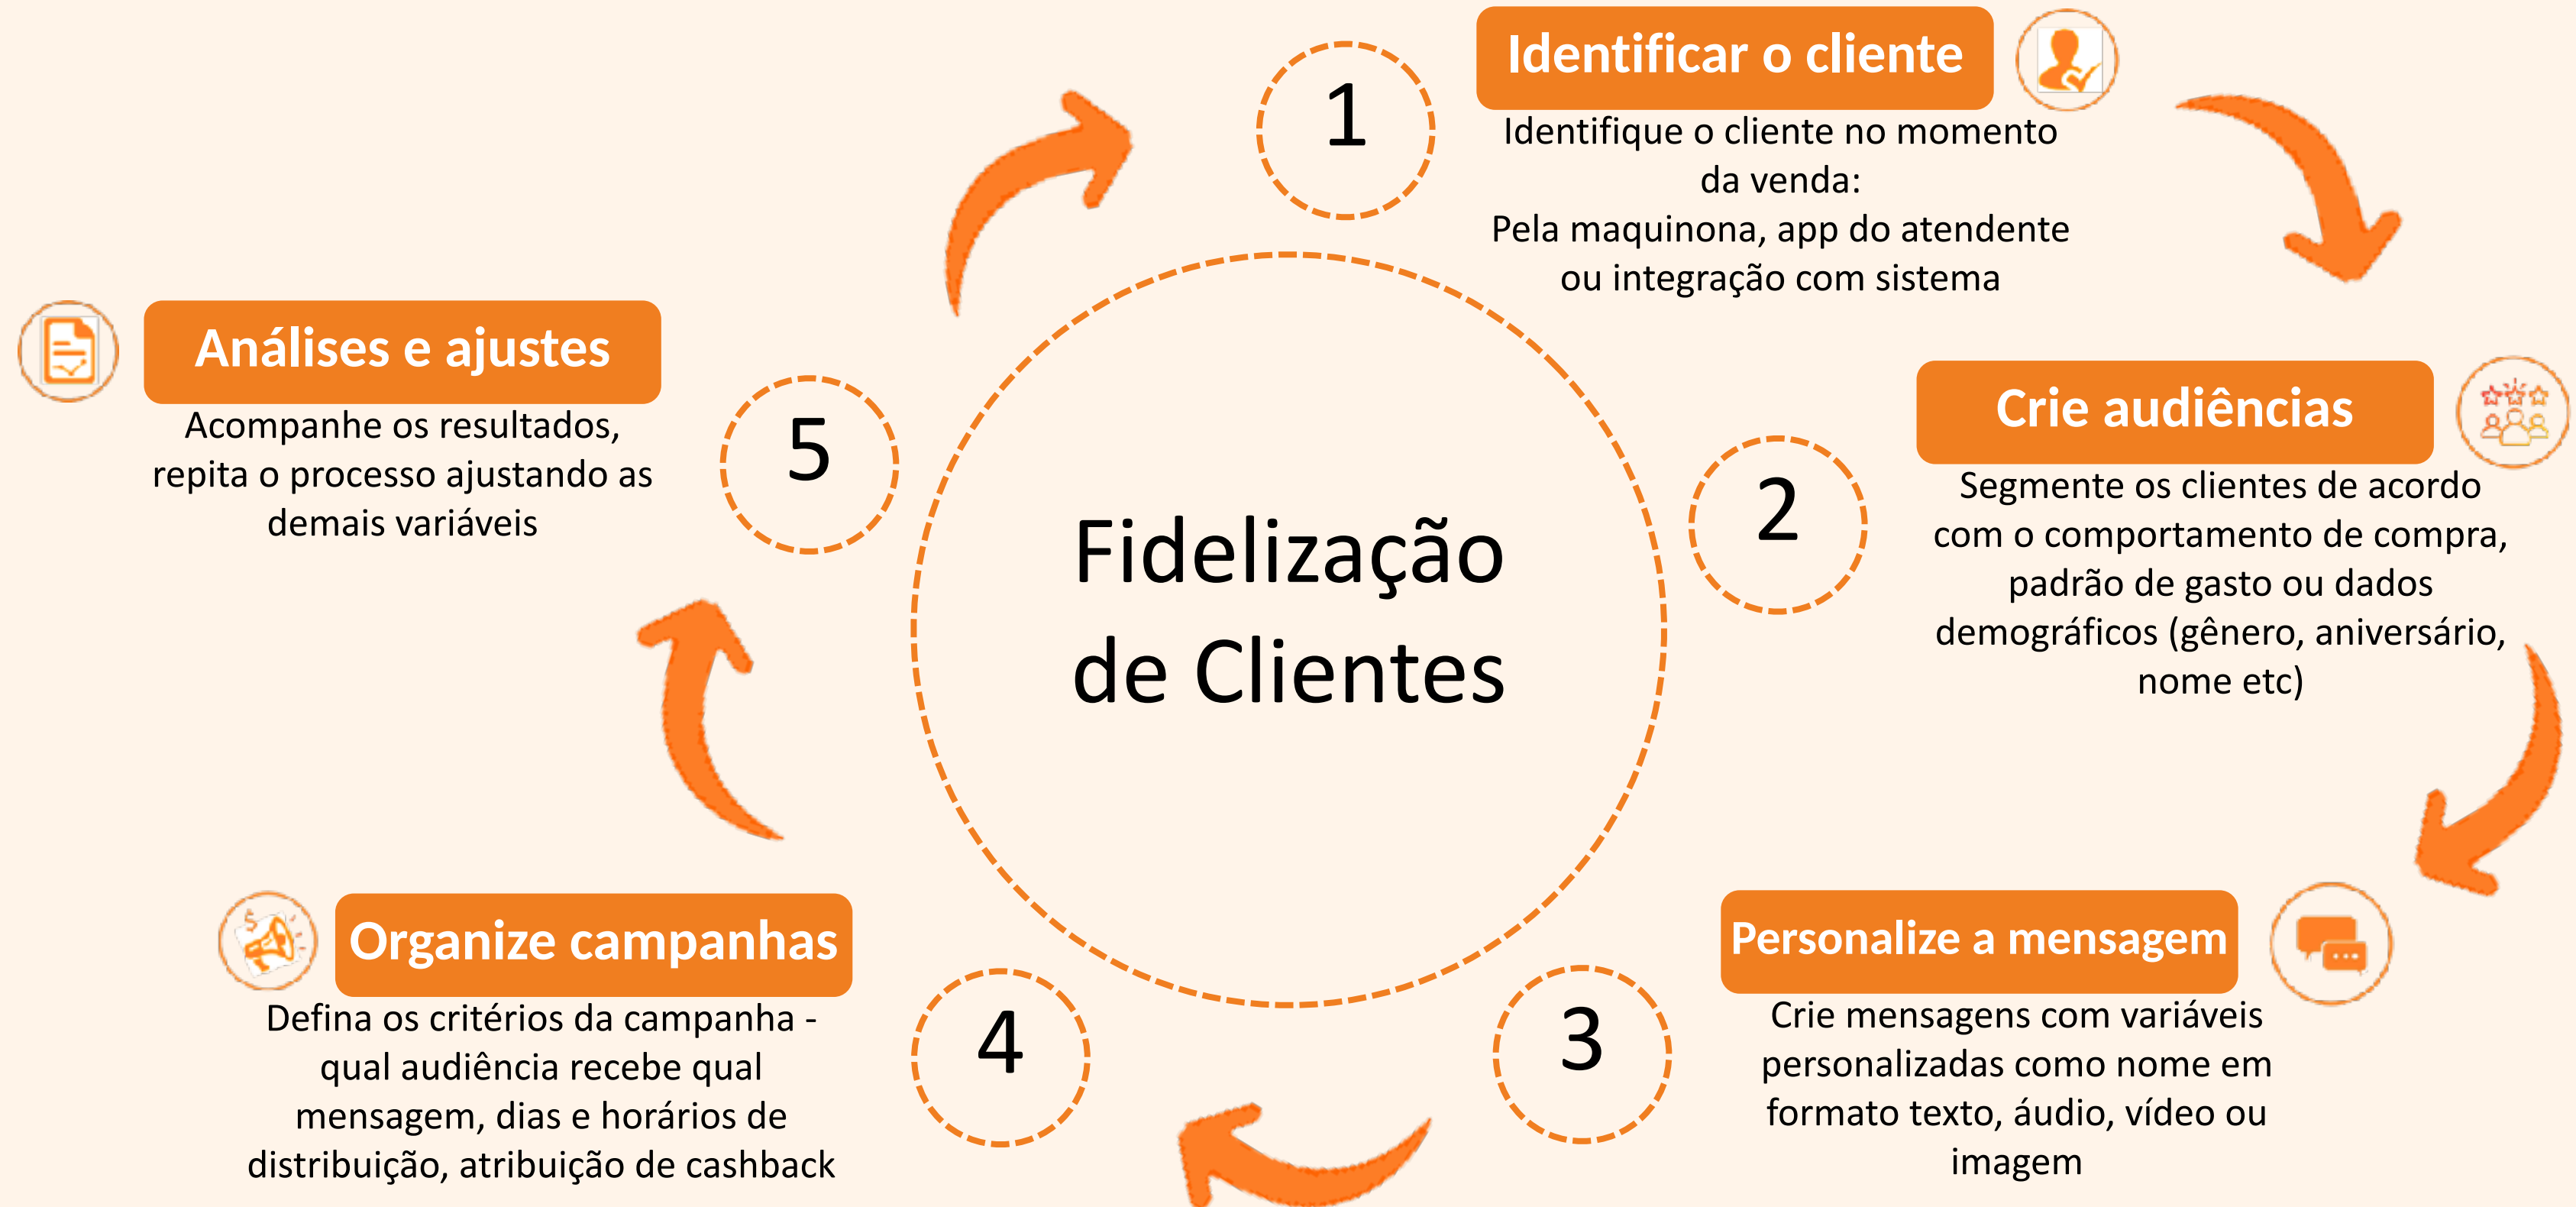 1
Identificar o cliente
Identifique o cliente no momento
da venda:
Pela maquinona, app do atendente
ou integração com sistema
2
Crie audiências
Segmente os clientes de acordo
com o comportamento de compra,
padrão de gasto ou dados
demográficos (gênero, aniversário,
nome etc)
3
Personalize a mensagem
Crie mensagens com variáveis
personalizadas como nome em
formato texto, áudio, vídeo ou
imagem
4
Organize campanhas
Defina os critérios da campanha -
qual audiência recebe qual
mensagem, dias e horários de
distribuição, atribuição de cashback
5
Análises e ajustes
Acompanhe os resultados,
repita o processo ajustando as
demais variáveis
Fidelização
de Clientes